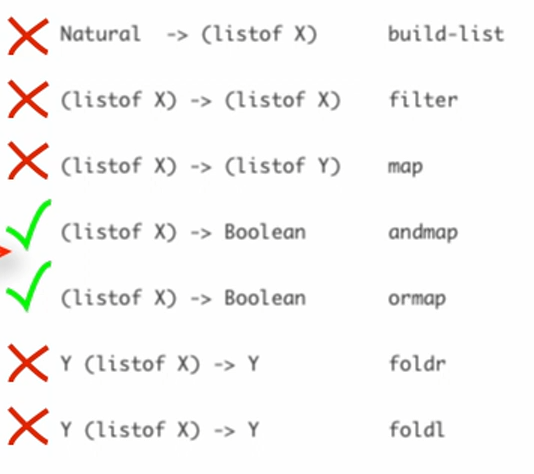 Natural -> (listof X) build-list
(listof X) -> (listof X) filter
(listof X) -> (listof Y) map
(listof X) -> Boolean andmap
(listof X) -> Boolean ormap
Y (listof X) -> Y foldr
Y (listof X) -> Y foldl